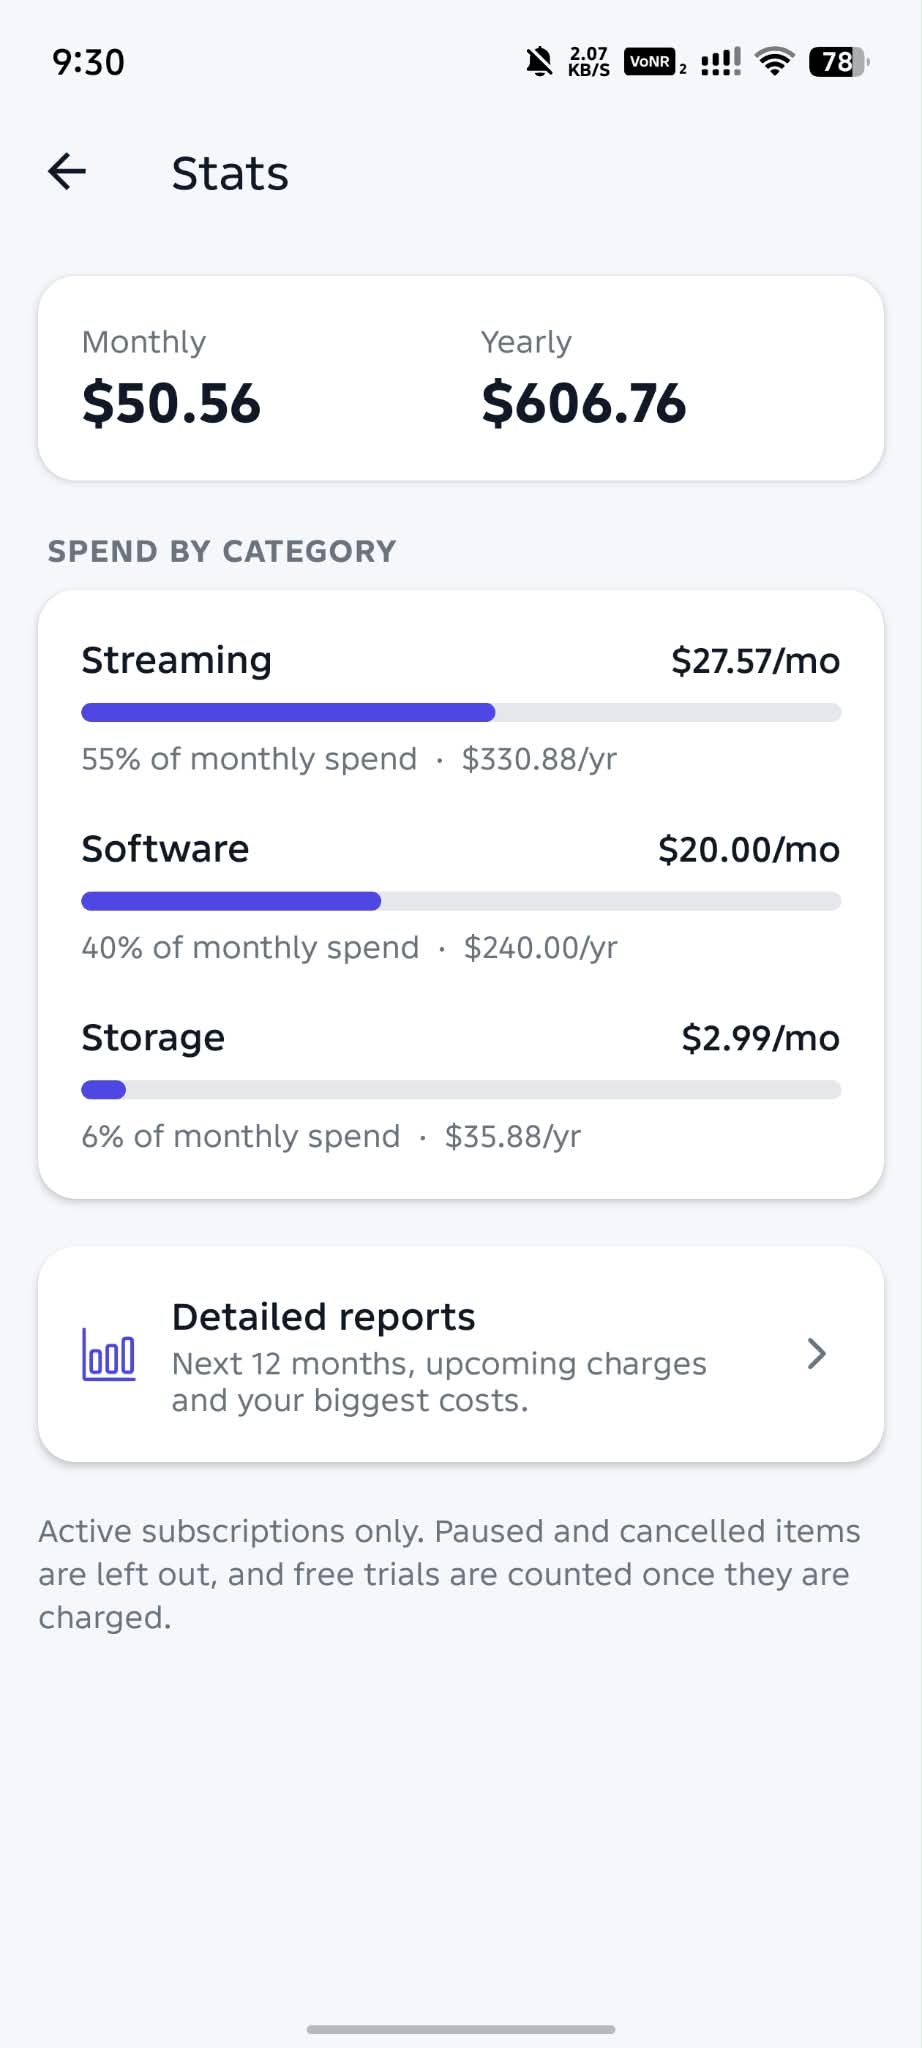 9:30
2.07
KB/S
VoNR 2
78
Stats
Monthly
Yearly
$50.56
$606.76
SPEND BY CATEGORY
Streaming
$27.57/mo
55% of monthly spend · $330.88/yr
Software
$20.00/mo
40% of monthly spend · $240.00/yr
Storage
$2.99/mo
6% of monthly spend · $35.88/yr
Detailed reports
Next 12 months, upcoming charges
and your biggest costs.
Active subscriptions only. Paused and cancelled items
are left out, and free trials are counted once they are
charged.